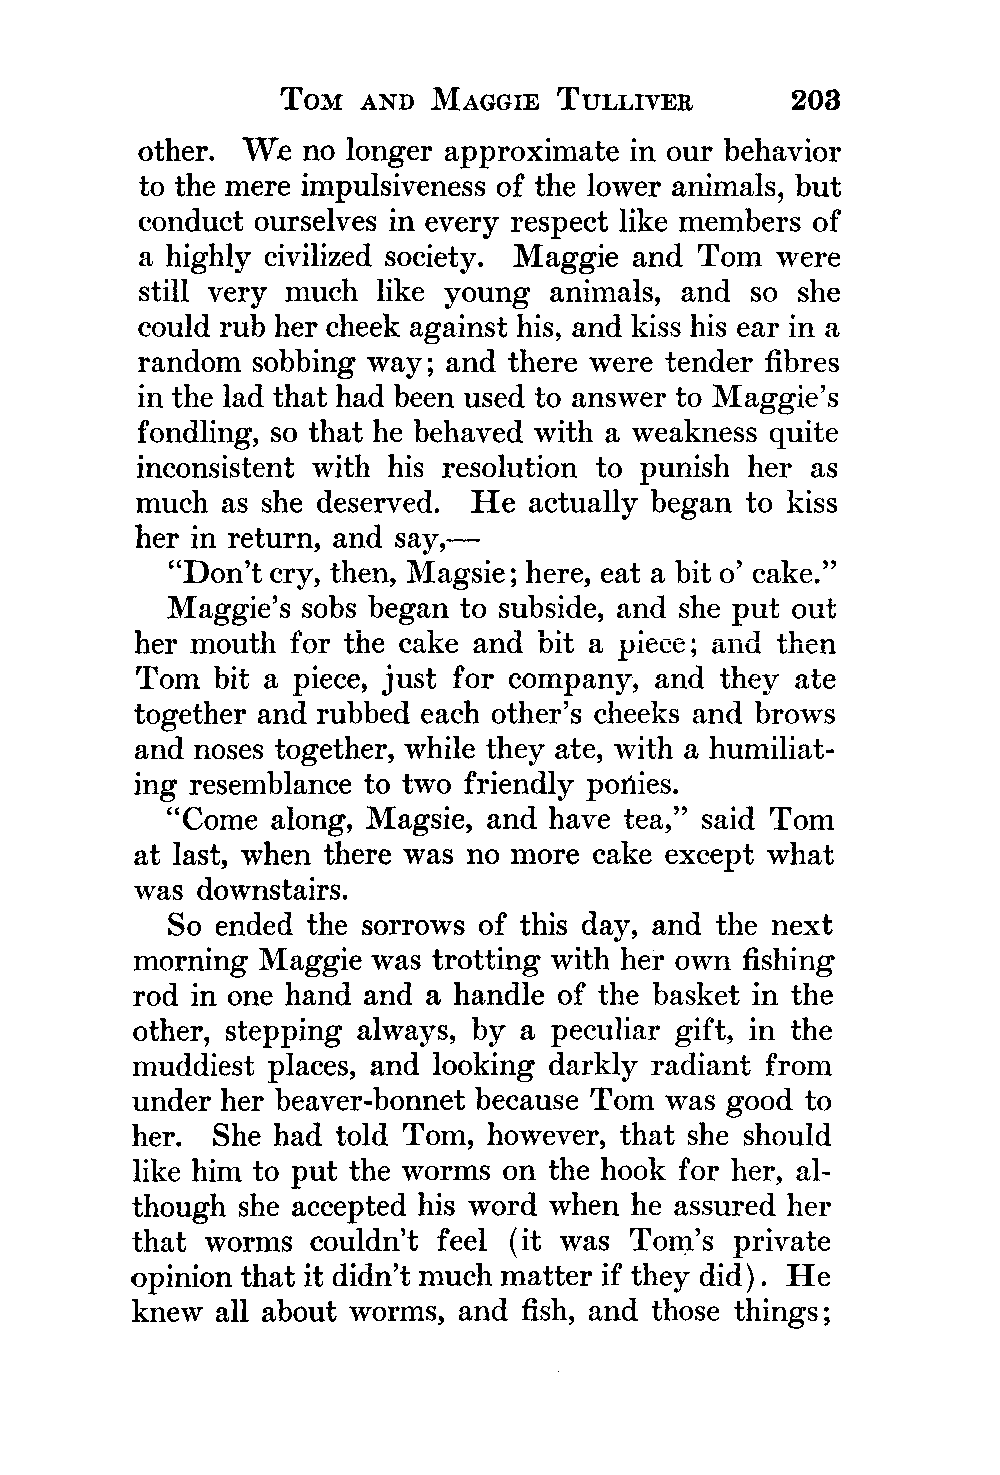 TOM AND MAGGIE TULLIVER 203
other. We no longer approximate in our behavior
to the mere impulsiveness of the lower animals, but
conduct ourselves in every respect like members of
a highly civilized society. Maggie and Tom were
still very much like young animals, and so she
could rub her cheek against his, and kiss his ear in a
random sobbing way; and there were tender fibres
in the lad that had been used to answer to Maggie's
fondling, so that he behaved with a weakness quite
inconsistent with his resolution to punish her as
much as she deserved. He actually began to kiss
her in return, and say,—
"Don't cry, then, Magsie; here, eat a bit o' cake."
Maggie's sobs began to subside, and she put out
her mouth for the cake and bit a piece; and then
Tom bit a piece, just for company, and they ate
together and rubbed each other's cheeks and brows
and noses together, while they ate, with a humiliat-
ing resemblance to two friendly ponies.
"Come along, Magsie, and have tea," said Tom
at last, when there was no more cake except what
was downstairs.
So ended the sorrows of this day, and the next
morning Maggie was trotting with her own fishing
rod in one hand and a handle of the basket in the
other, stepping always, by a peculiar gift, in the
muddiest places, and looking darkly radiant from
under her beaver-bonnet because Tom was good to
her. She had told Tom, however, that she should
like him to put the worms on the hook for her, al-
though she accepted his word when he assured her
that worms couldn't feel (it was Tom's private
opinion that it didn't much matter if they did). He
knew all about worms, and fish, and those things;